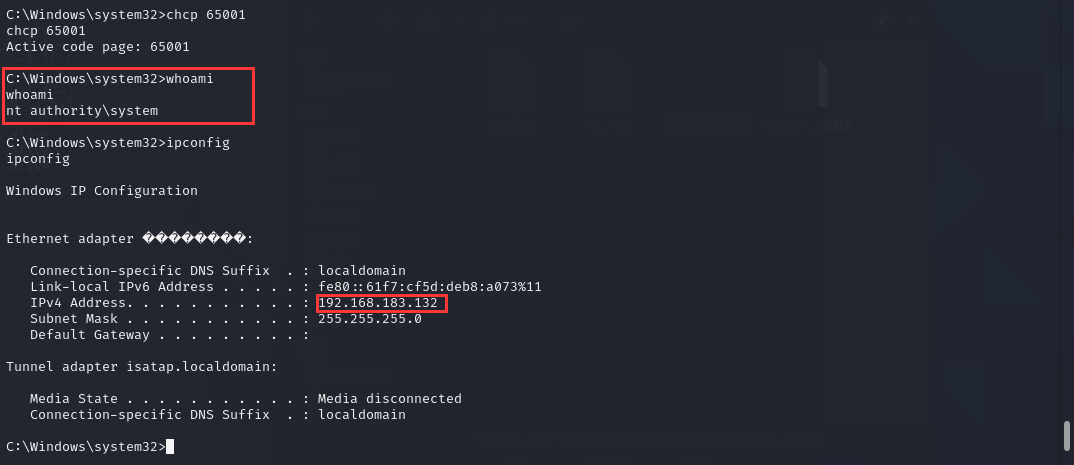 C:\Windows\system32>chcp 65001
chcp 65001
Active code page: 65001
C:\Windows\system32>whoami
whoami
nt authority\system
C:\Windows\system32>ipconfig
ipconfig
Windows IP Configuration
Ethernet adapter ��������:
Connection-specific DNS Suffix  . : localdomain
Link-local IPv6 Address . . . . . : fe80::61f7:cf5d:deb8:a073%11
IPv4 Address. . . . . . . . . . . : 192.168.183.132
Subnet Mask . . . . . . . . . . . : 255.255.255.0
Default Gateway . . . . . . . . . :
Tunnel adapter isatap.localdomain:
Media State . . . . . . . . . . . : Media disconnected
Connection-specific DNS Suffix  . : localdomain
C:\Windows\system32>